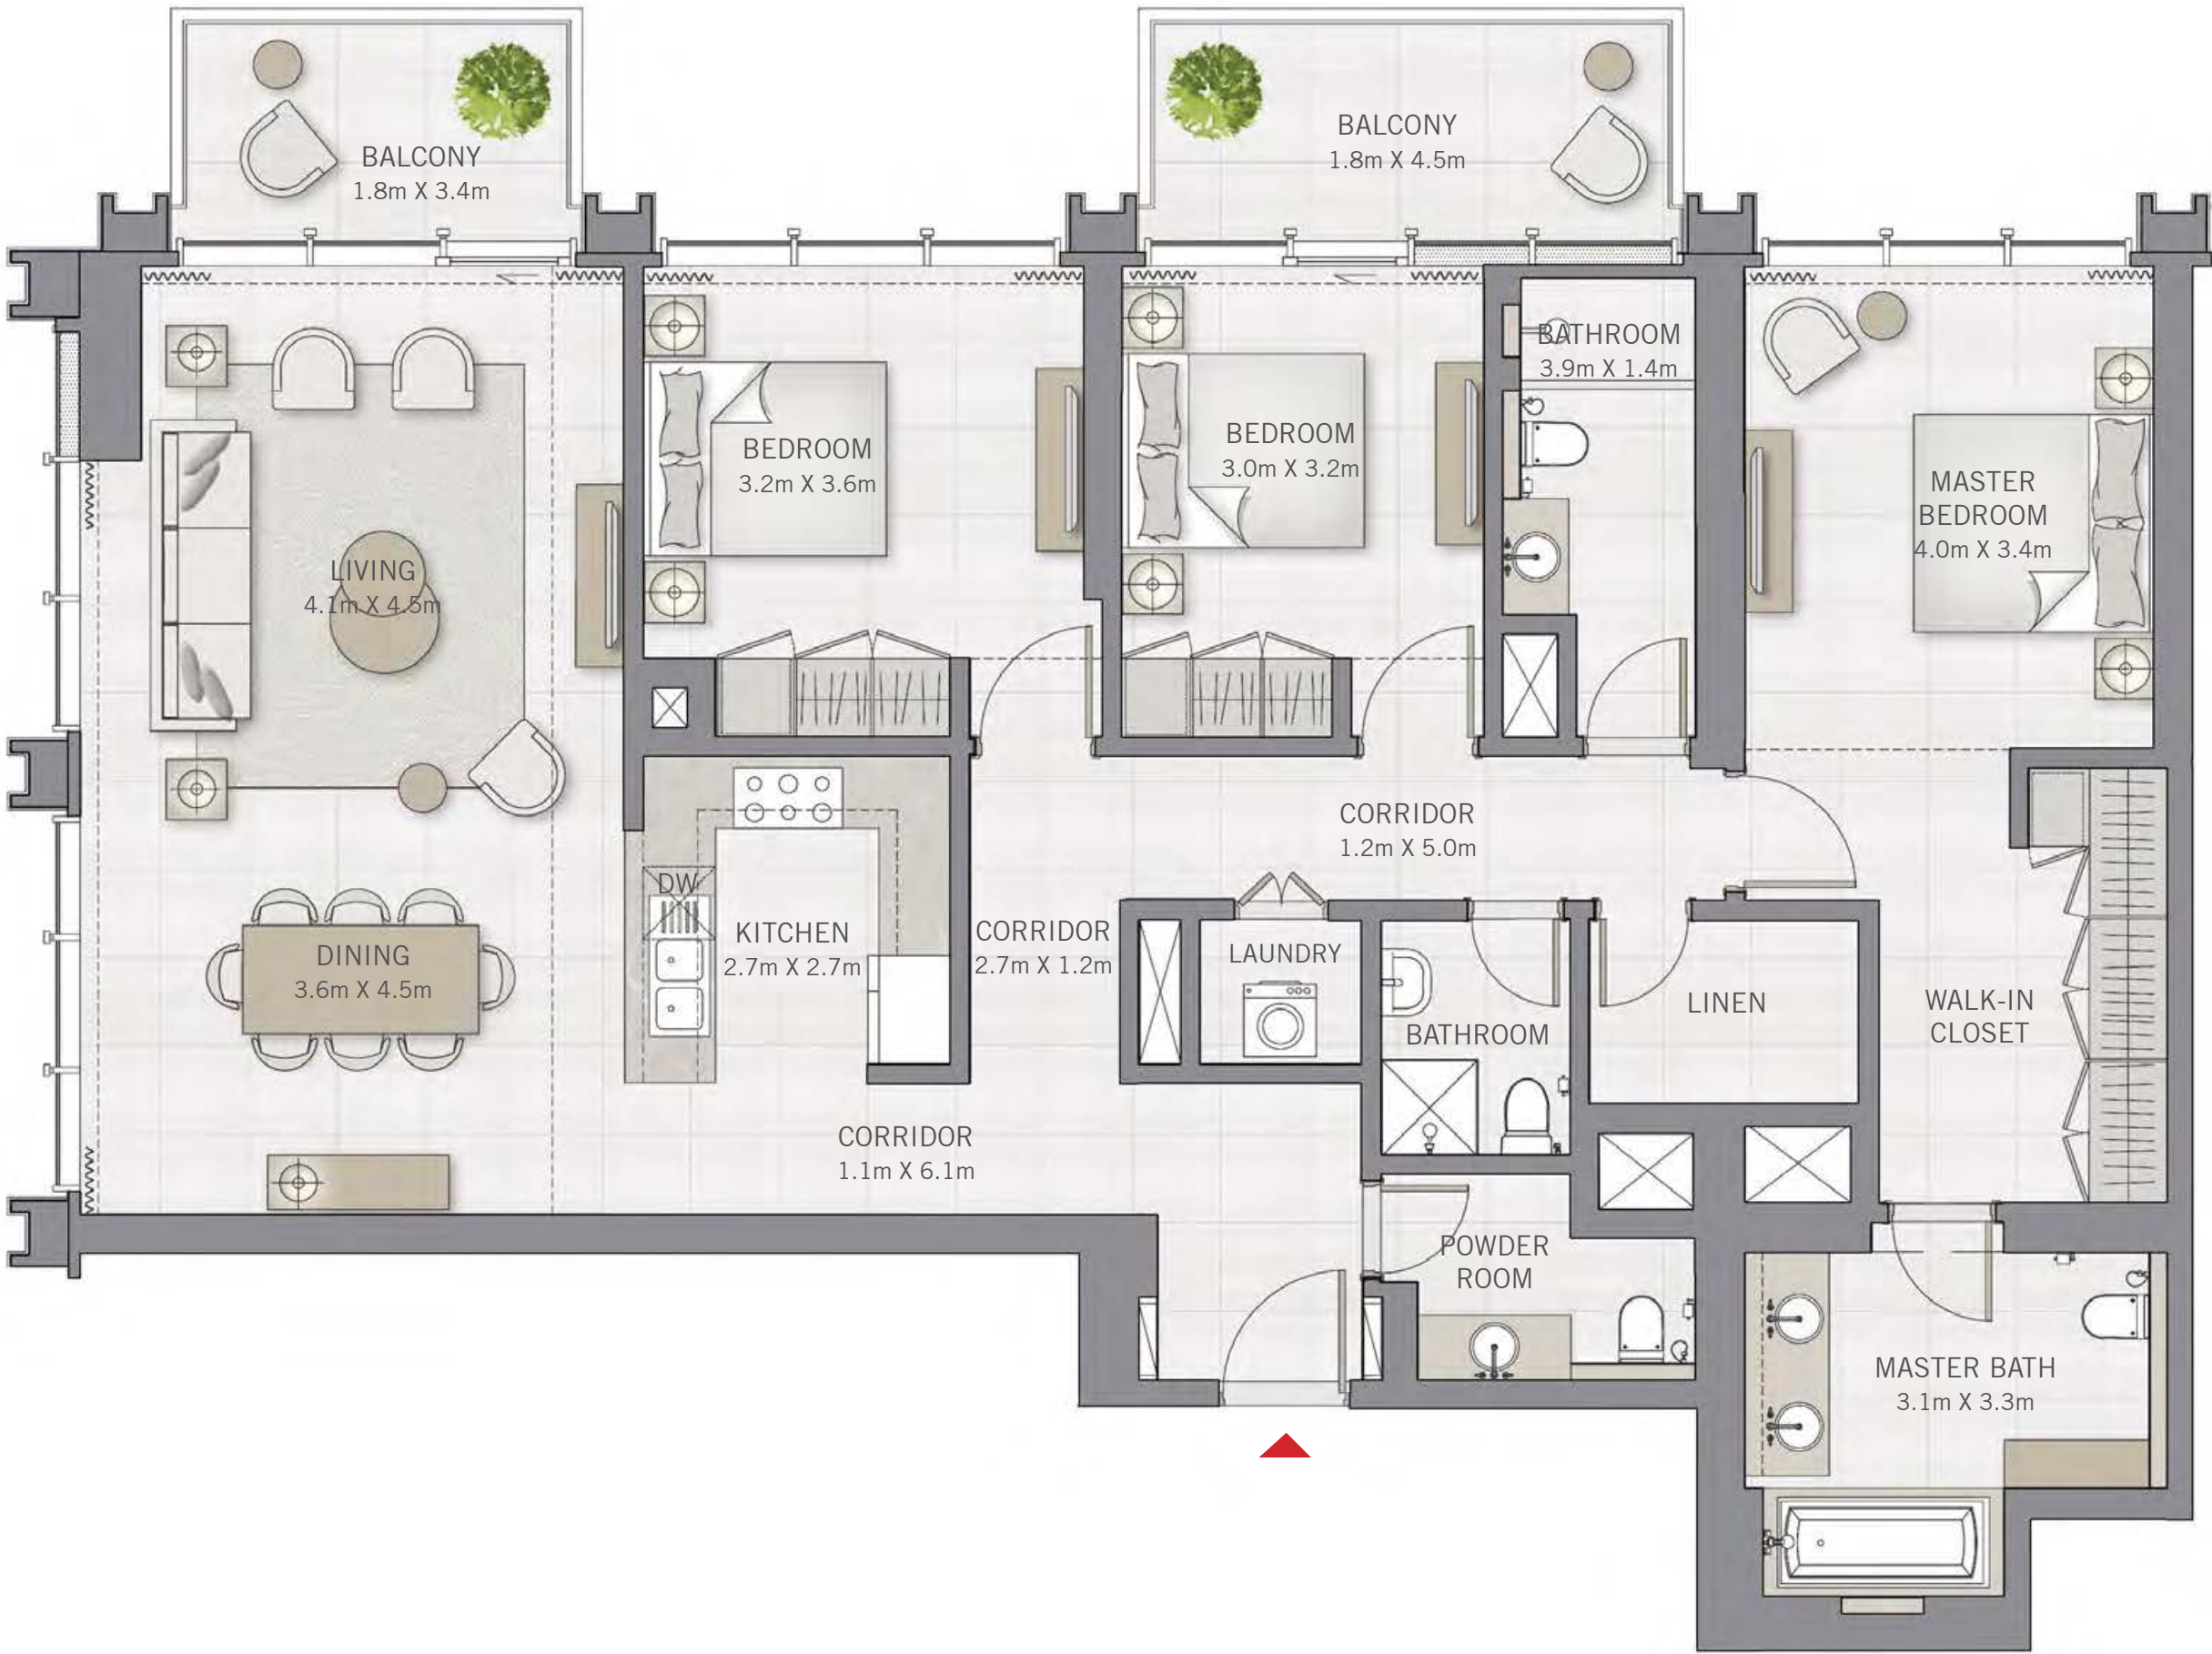 BALCONY
1.8m X 3.4m
BALCONY
1.8m X 4.5m
BATHROOM
3.9m X 1.4m
BEDROOM
3.2m X 3.6m
BEDROOM
3.0m X 3.2m
MASTER
BEDROOM
4.0m X 3.4m
LIVING
4.1m X 4.5m
CORRIDOR
1.2m X 5.0m
DW
KITCHEN
2.7m X 2.7m
CORRIDOR
2.7m X 1.2m
LAUNDRY
DINING
3.6m X 4.5m
BATHROOM
LINEN
WALK-IN
CLOSET
CORRIDOR
1.1m X 6.1m
POWDER
ROOM
MASTER BATH
3.1m X 3.3m